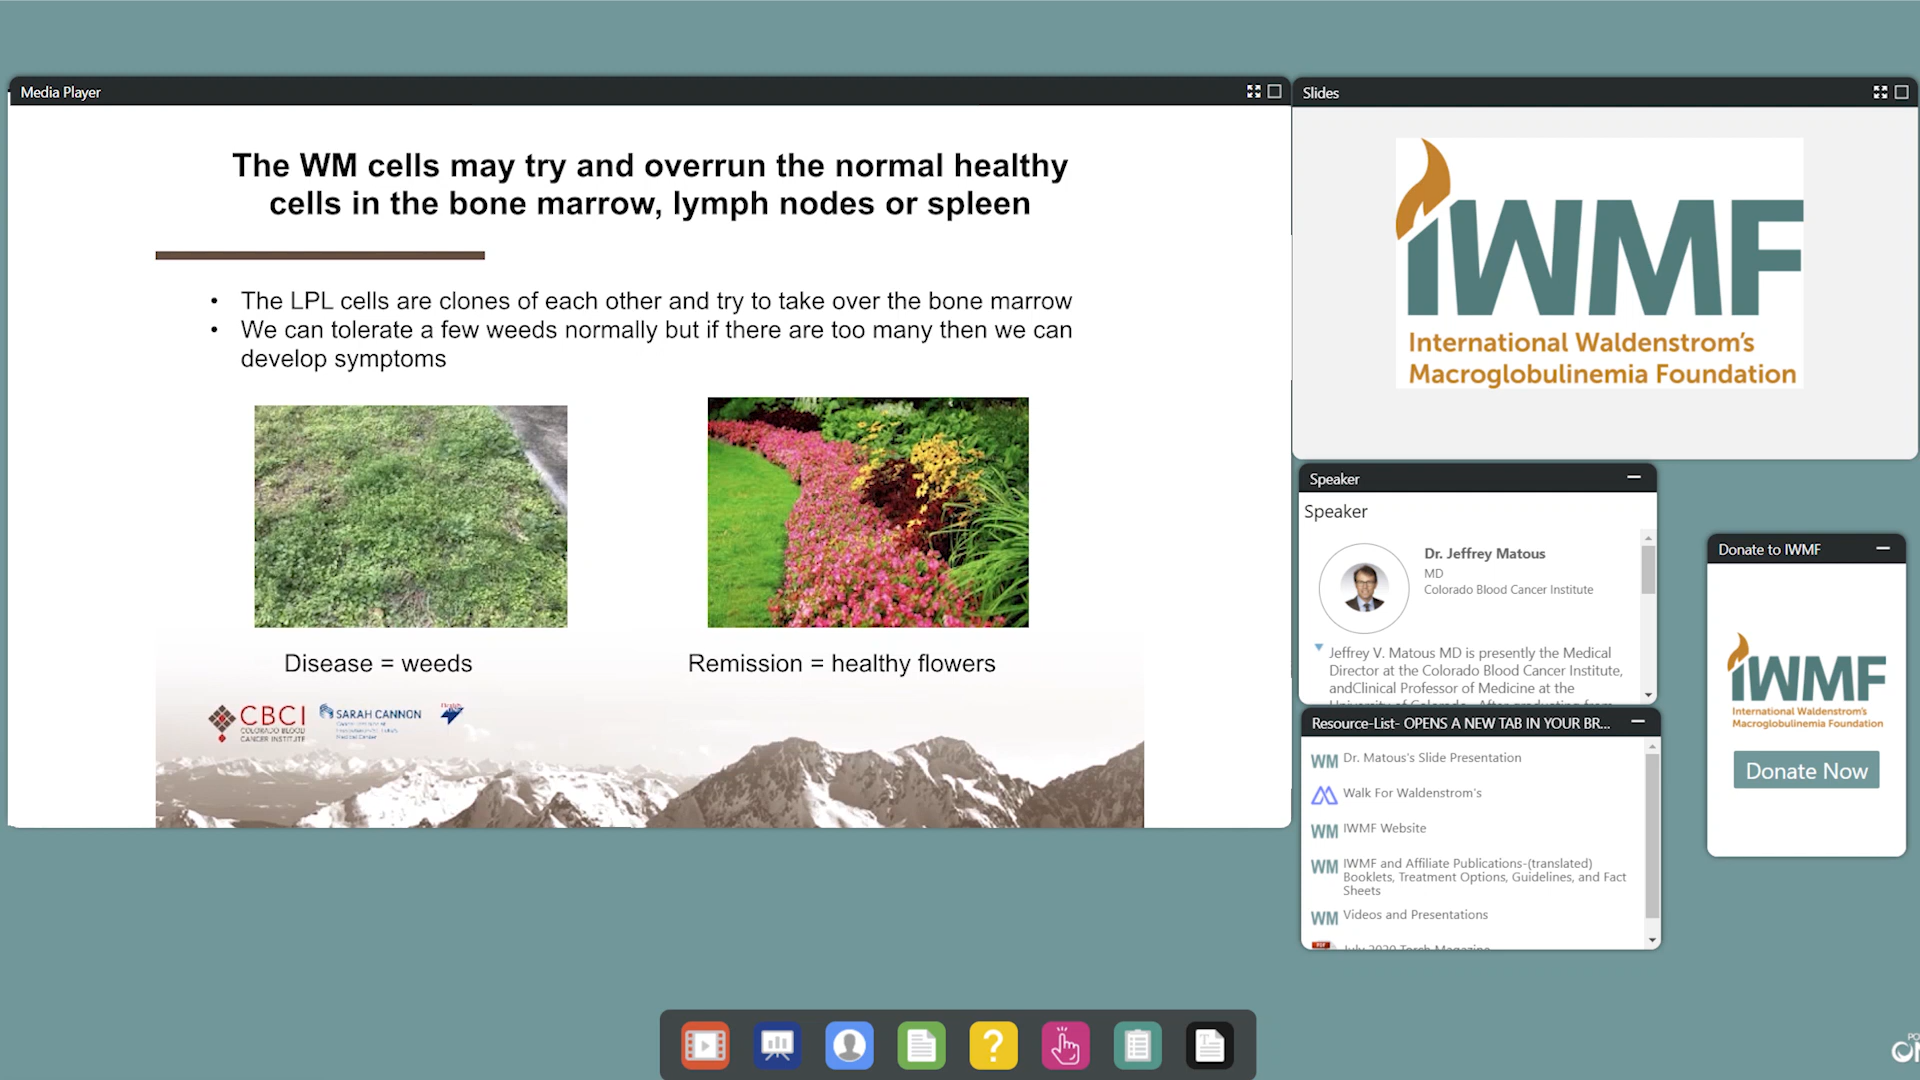 Media Player
The WM cells may try and overrun the normal healthy
cells in the bone marrow, lymph nodes or spleen
• The LPL cells are clones of each other and try to take over the bone marrow
• We can tolerate a few weeds normally but if there are too many then we can
develop symptoms
Disease = weeds
Remission = healthy flowers
CBCI
COLORADO BLOOD
CANCER INSTITUTE
SARAH CANNON
Slides
IWMF
International Waldenstrom's
Macroglobulinemia Foundation
Speaker
Speaker
Dr. Jeffrey Matous
MD
Colorado Blood Cancer Institute
Jeffrey V. Matous MD is presently the Medical
Director at the Colorado Blood Cancer Institute,
andClinical Professor of Medicine at the
University of Colorado. After graduating from
Resource-List- OPENS A NEW TAB IN YOUR BR...
WM Dr. Matous's Slide Presentation
Walk For Waldenstrom's
WM IWMF Website
WM IWMF and Affiliate Publications-(translated)
Booklets, Treatment Options, Guidelines, and Fact
Sheets
WM Videos and Presentations
PDF July 2020 Torch Magazine
Donate to IWMF
IWMF
International Waldenstrom's
Macroglobulinemia Foundation
Donate Now